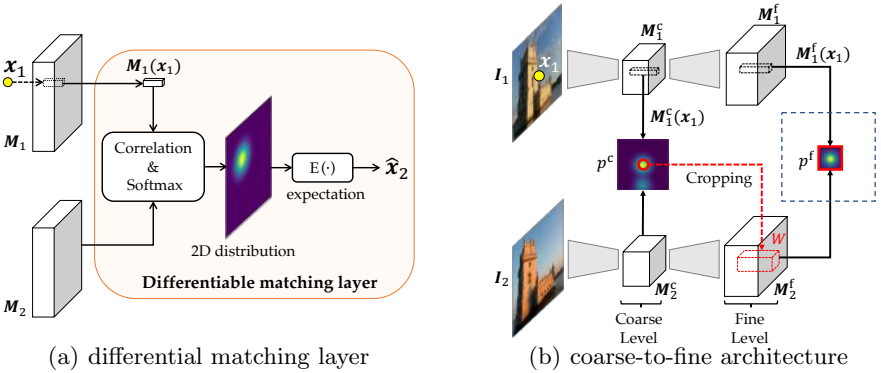 x₁
M₁(x₁)
M₁
Correlation
&
Softmax
E(·)
x̂₂
expectation
2D distribution
Differentiable matching layer
M₂
(a) differential matching layer
M₁ᶜ
M₁ᶠ
x₁
I₁
M₁ᶠ(x₁)
M₁ᶜ(x₁)
pᶜ
pᶠ
Cropping
W
I₂
M₂ᶜ
M₂ᶠ
Coarse
Level
Fine
Level
(b) coarse-to-fine architecture